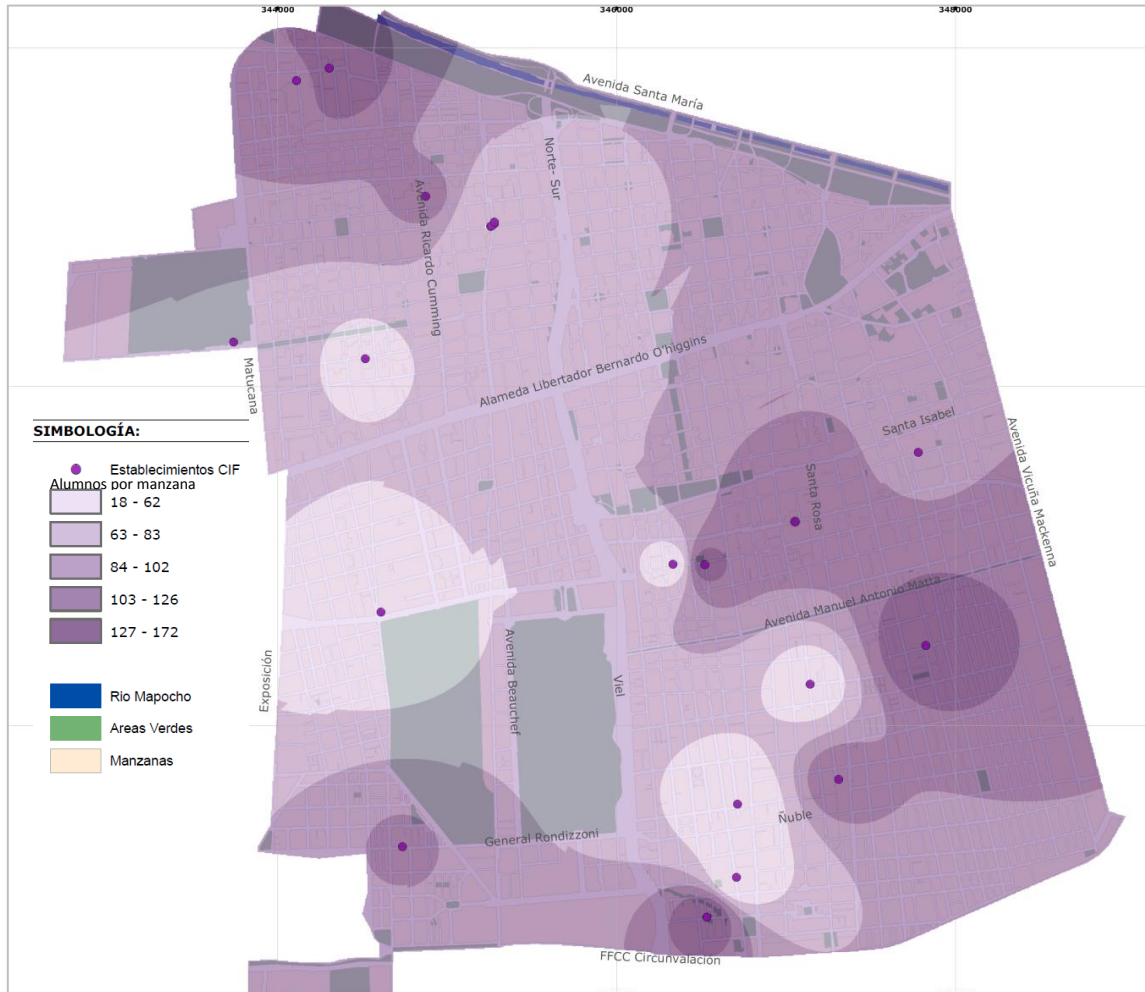 344000
346000
348000
Avenida Santa María
Norte- Sur
Avenida Ricardo Cumming
Matucana
Alameda Libertador Bernardo O'higgins
Santa Isabel
Santa Rosa
Avenida Vicuña Mackenna
SIMBOLOGÍA:
Establecimientos CIF
Alumnos por manzana
18 - 62
63 - 83
84 - 102
103 - 126
127 - 172
Rio Mapocho
Areas Verdes
Manzanas
Avenida Manuel Antonio Matta
Exposición
Avenida Beauchef
Viel
Ñuble
General Rondizzoni
FFCC Circunvalación